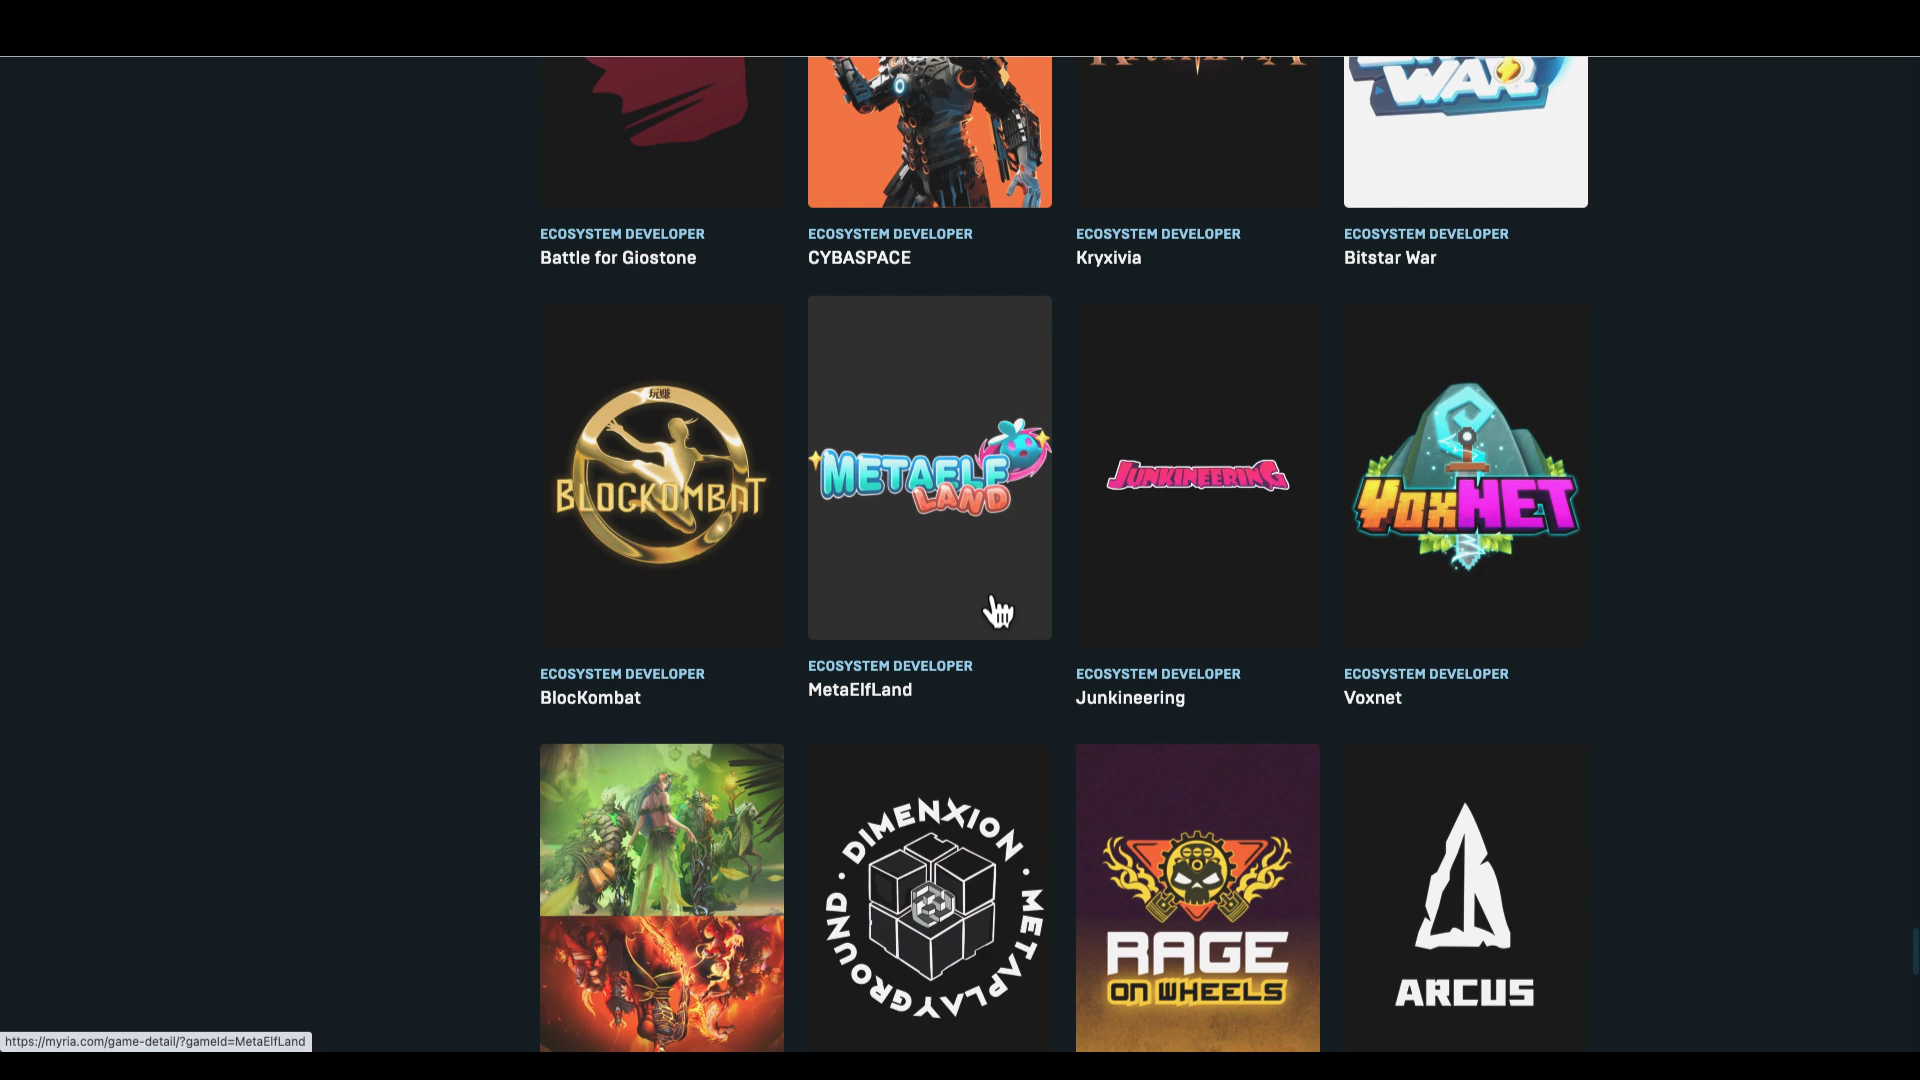 WAR
ECOSYSTEM DEVELOPER
Battle for Giostone
ECOSYSTEM DEVELOPER
CYBASPACE
ECOSYSTEM DEVELOPER
Kryxivia
ECOSYSTEM DEVELOPER
Bitstar War
玩赚
BLOCKOMBAT
METAELF
LAND
JUNKINEERING
VOXNET
ECOSYSTEM DEVELOPER
BlocKombat
ECOSYSTEM DEVELOPER
MetaElfLand
ECOSYSTEM DEVELOPER
Junkineering
ECOSYSTEM DEVELOPER
Voxnet
DIMENXION · METAPLAYGROUND ·
RAGE
ON WHEELS
ARCUS
https://myria.com/game-detail/?gameId=MetaElfLand